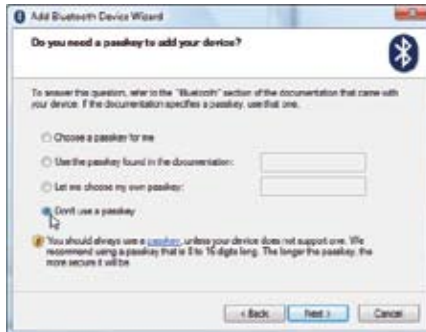 Add Bluetooth Device Wizard
Do you need a passkey to add your device?
To answer this question, refer to the "Bluetooth" section of the documentation that came with
your device. If the documentation specifies a passkey, use that one.
Choose a passkey for me
Use the passkey found in the documentation:
Let me choose my own passkey:
Don't use a passkey
You should always use a passkey, unless your device does not support one. We
recommend using a passkey that is 8 to 16 digits long. The longer the passkey, the
more secure it will be.
< Back Next > Cancel